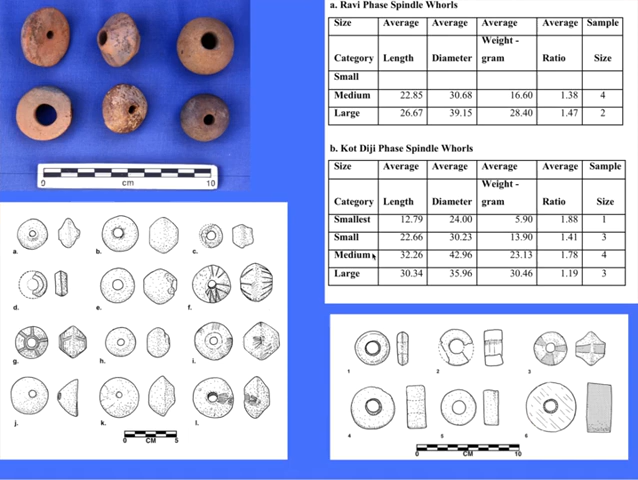 0 cm 10
a. b. c.
d. e. f.
g. h. i.
j. k. l.
CM 5
a. Ravi Phase Spindle Whorls
Size Category Average Length Average Diameter Average Weight - gram Average Ratio Sample Size
Small
Medium 22.85 30.68 16.60 1.38 4
Large 26.67 39.15 28.40 1.47 2
b. Kot Diji Phase Spindle Whorls
Size Category Average Length Average Diameter Average Weight - gram Average Ratio Sample Size
Smallest 12.79 24.00 5.90 1.88 1
Small 22.66 30.23 13.90 1.41 3
Medium 32.26 42.96 23.13 1.78 4
Large 30.34 35.96 30.46 1.19 3
1 2 3
4 5 6
0 CM 10